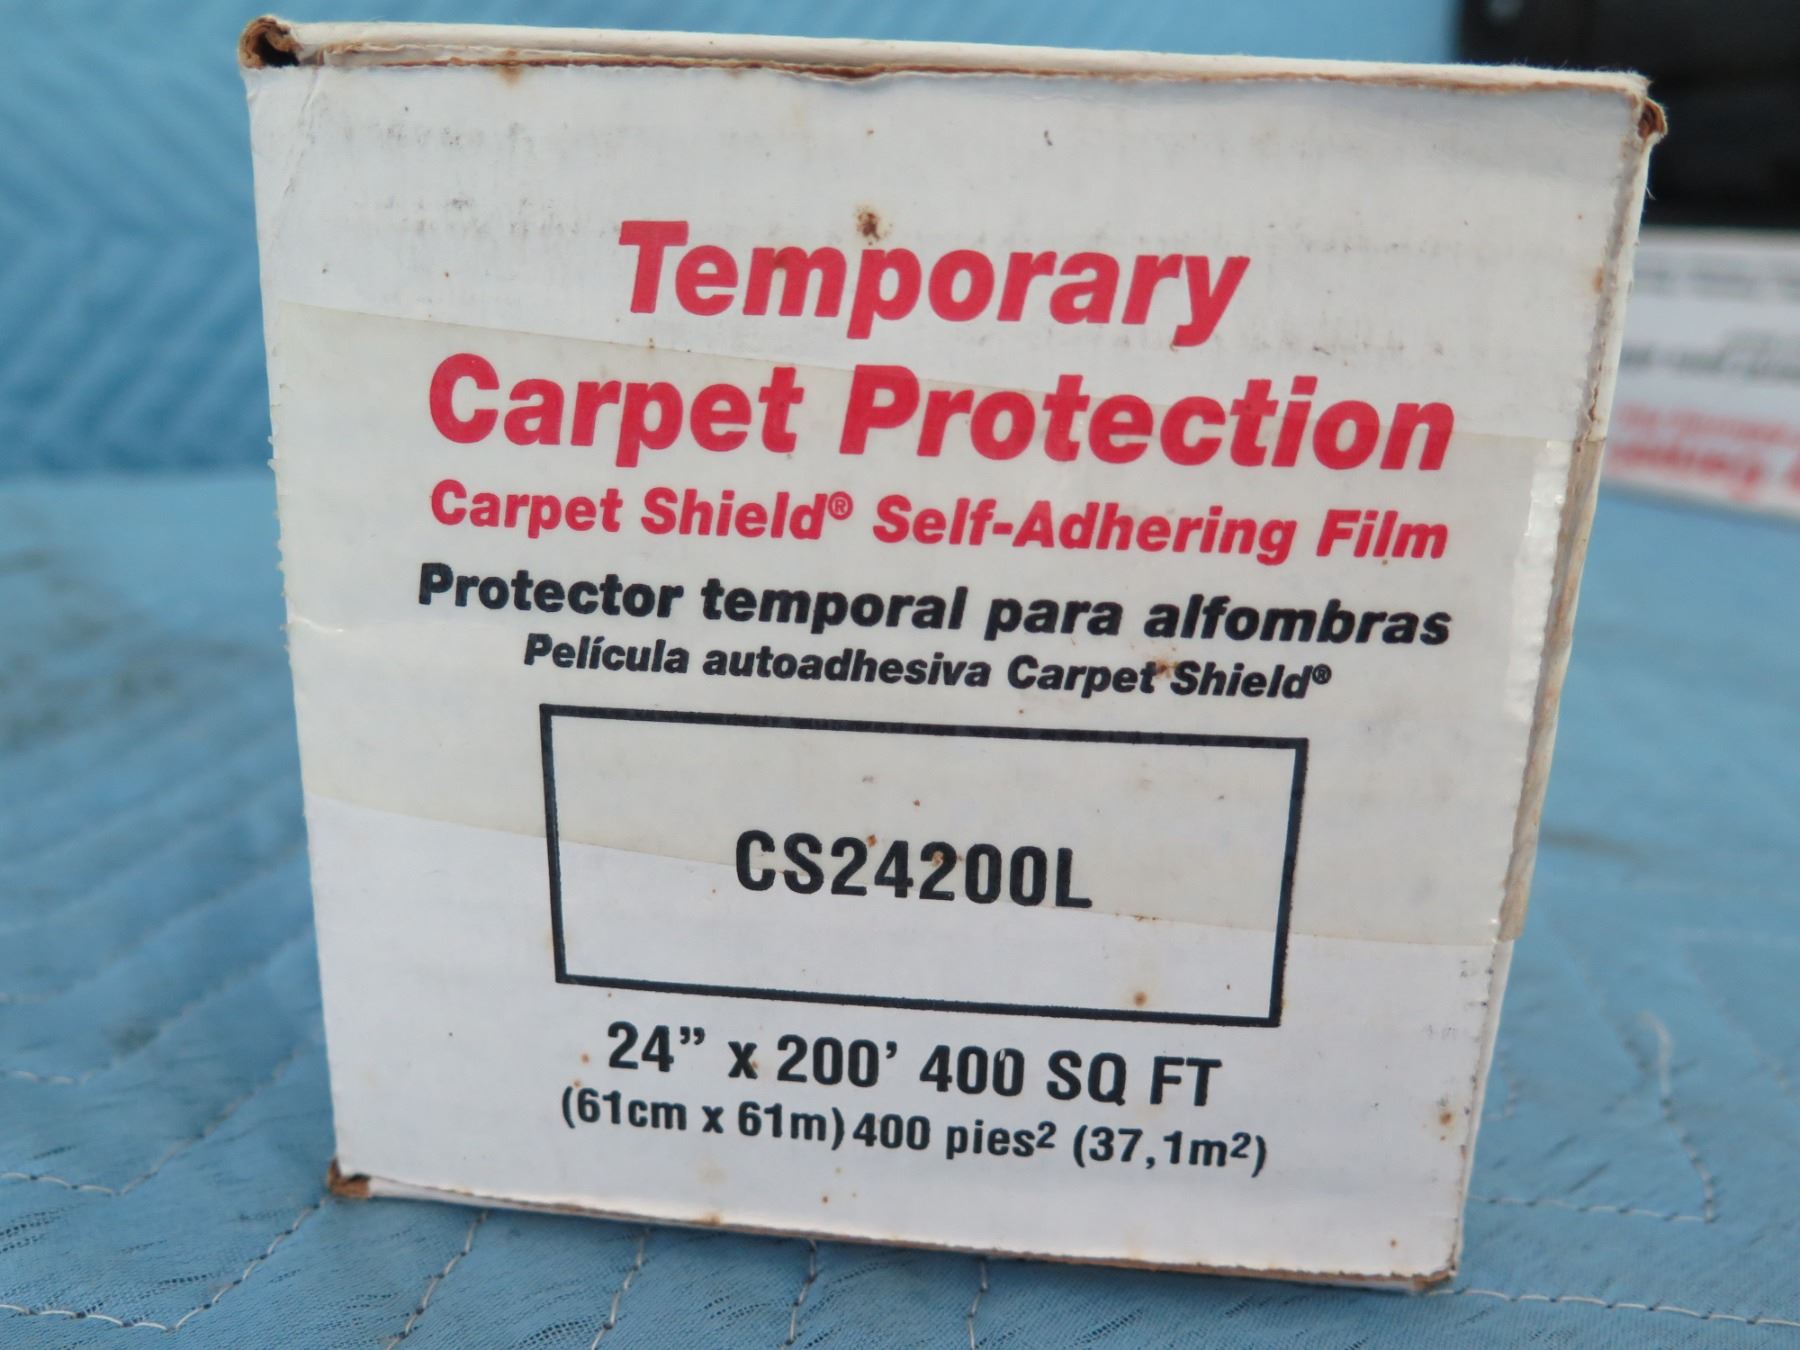 Temporary
Carpet Protection
Carpet Shield® Self-Adhering Film
Protector temporal para alfombras
Película autoadhesiva Carpet Shield®
CS24200L
24” x 200’ 400 SQ FT
(61cm x 61m) 400 pies² (37,1m²)